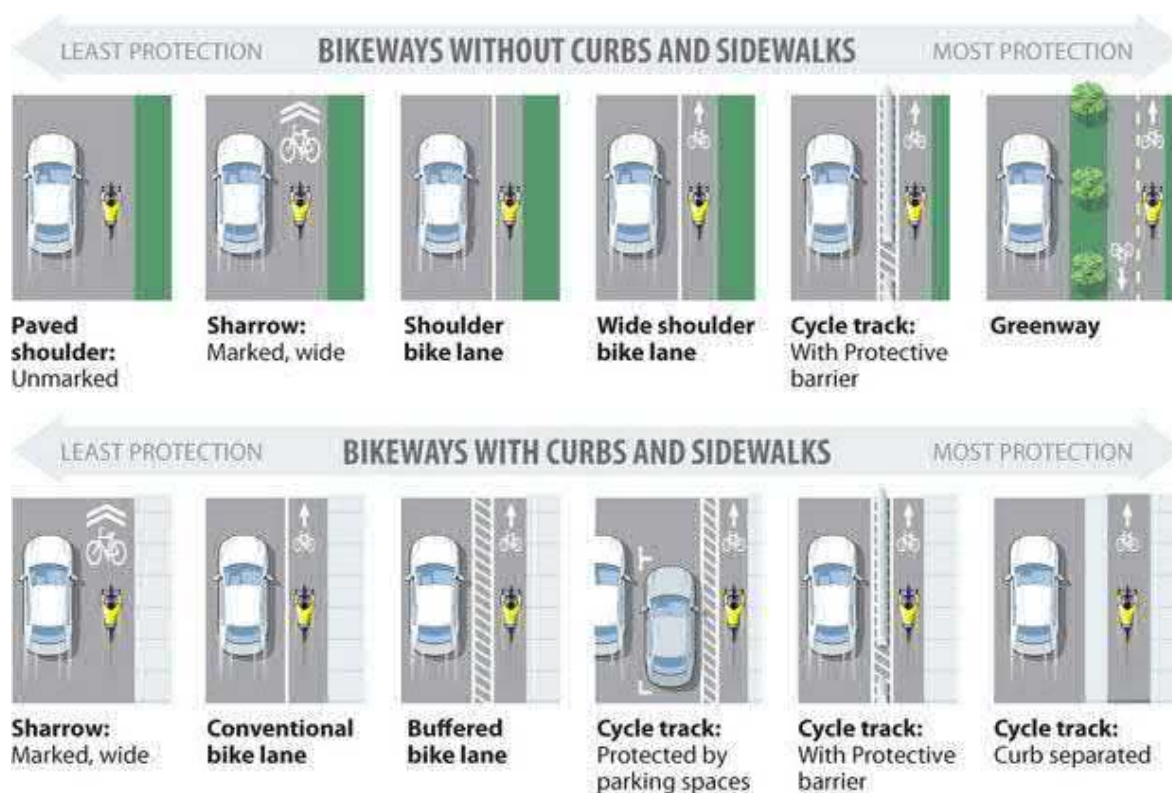 LEAST PROTECTION BIKEWAYS WITHOUT CURBS AND SIDEWALKS MOST PROTECTION
Paved
shoulder:
Unmarked
Sharrow:
Marked, wide
Shoulder
bike lane
Wide shoulder
bike lane
Cycle track:
With Protective
barrier
Greenway
LEAST PROTECTION BIKEWAYS WITH CURBS AND SIDEWALKS MOST PROTECTION
Sharrow:
Marked, wide
Conventional
bike lane
Buffered
bike lane
Cycle track:
Protected by
parking spaces
Cycle track:
With Protective
barrier
Cycle track:
Curb separated